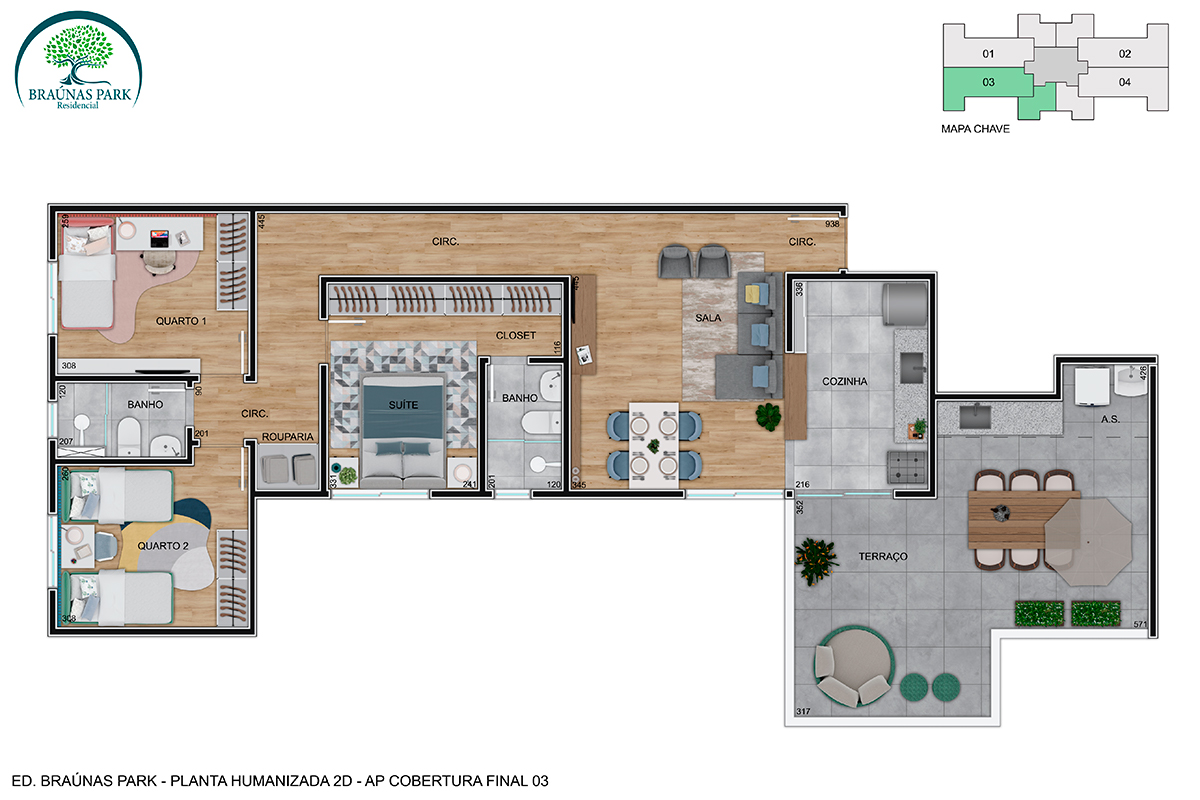 BRAÚNAS PARK
Residencial
01
02
03
04
MAPA CHAVE
259
445
CIRC.
938
CIRC.
445
336
QUARTO 1
SALA
CLOSET
116
308
COZINHA
426
120
BANHO
90
SUÍTE
BANHO
CIRC.
A.S.
207
201
ROUPARIA
260
331
241
201
120
345
216
352
QUARTO 2
TERRAÇO
308
571
317
ED. BRAÚNAS PARK - PLANTA HUMANIZADA 2D - AP COBERTURA FINAL 03